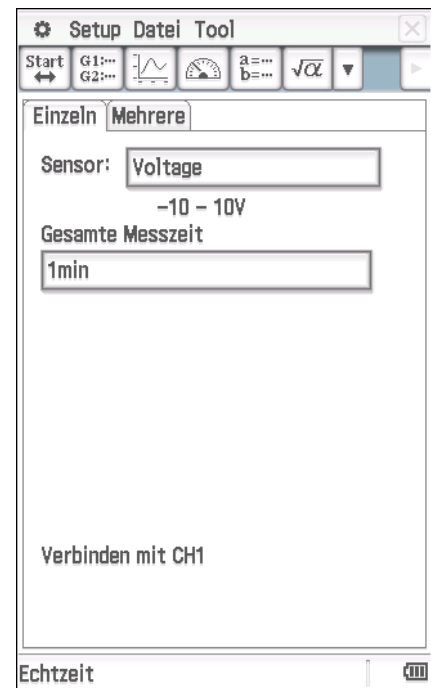 Setup Datei Tool
Start G1:··· G2:··· a=··· b=··· √α
Einzeln Mehrere
Sensor: Voltage
-10 - 10V
Gesamte Messzeit
1min
Verbinden mit CH1
Echtzeit